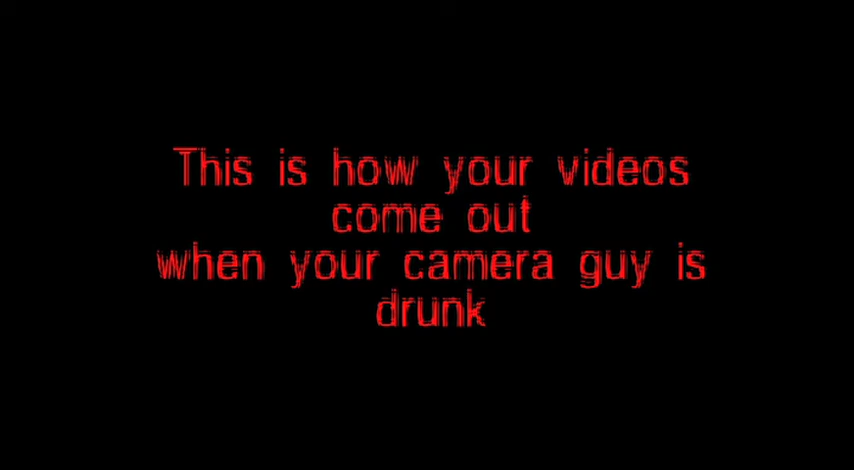 This is how your videos
come out
when your camera guy is
drunk